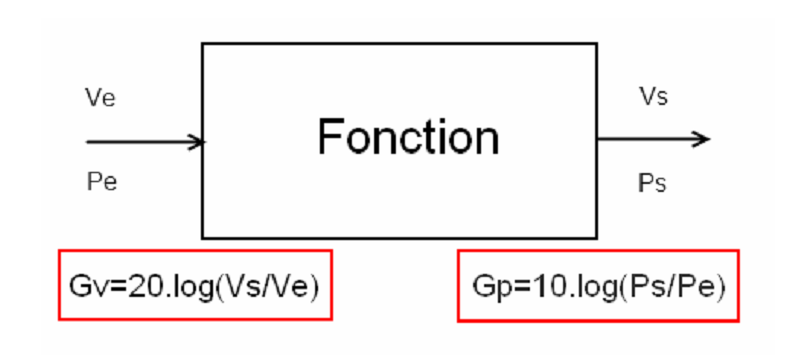 Ve
Vs
Fonction
Pe
Ps
Gv=20.log(Vs/Ve)
Gp=10.log(Ps/Pe)